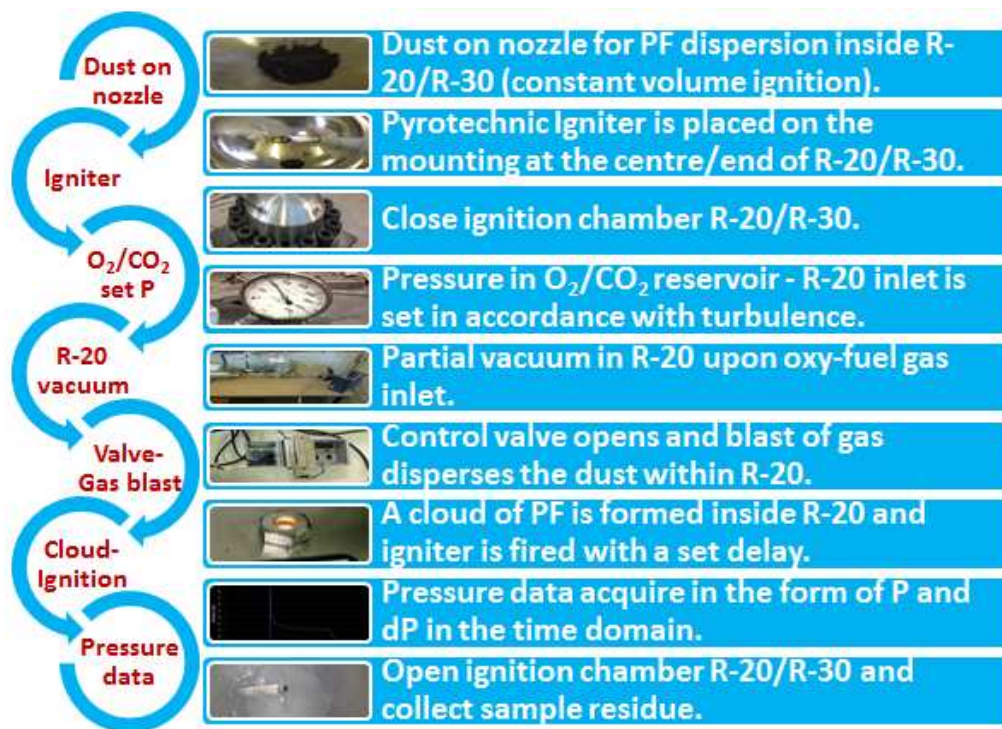 Dust on
nozzle
Dust on nozzle for PF dispersion inside R-
20/R-30 (constant volume ignition).
Igniter
Pyrotechnic Igniter is placed on the
mounting at the centre/end of R-20/R-30.
Close ignition chamber R-20/R-30.
O₂/CO₂
set P
Pressure in O₂/CO₂ reservoir - R-20 inlet is
set in accordance with turbulence.
R-20
vacuum
Partial vacuum in R-20 upon oxy-fuel gas
inlet.
Valve-
Gas blast
Control valve opens and blast of gas
disperses the dust within R-20.
Cloud-
Ignition
A cloud of PF is formed inside R-20 and
igniter is fired with a set delay.
Pressure
data
Pressure data acquire in the form of P and
dP in the time domain.
Open ignition chamber R-20/R-30 and
collect sample residue.